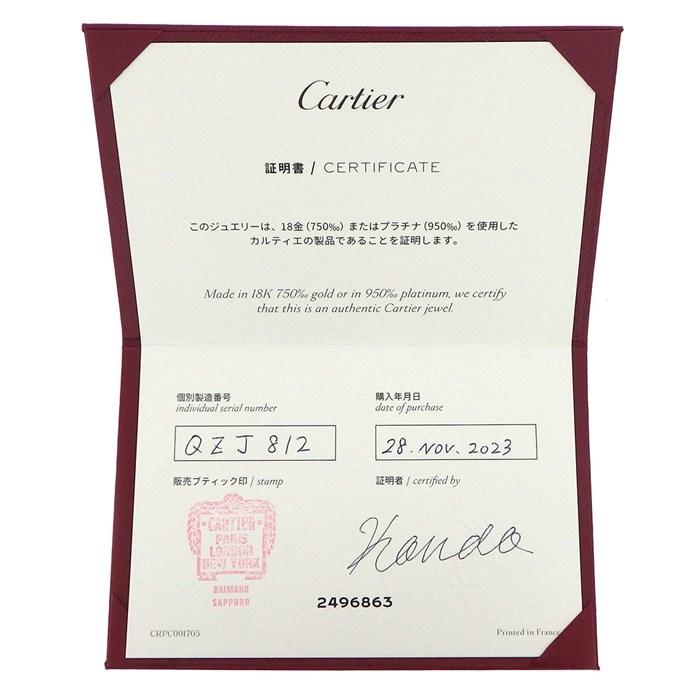 Cartier
証明書 / CERTIFICATE
このジュエリーは、18金(750‰)またはプラチナ(950‰)を使用した
カルティエの製品であることを証明します。
Made in 18K 750‰ gold or in 950‰ platinum, we certify
that this is an authentic Cartier jewel.
個別製造番号
individual serial number
QZJ812
購入年月日
date of purchase
28. NOV. 2023
販売ブティック印 / stamp
CARTIER
PARIS
LONDON
NEW YORK
DAIMARU
SAPPORO
証明者 / certified by
Kanda
2496863
CRPC001705
Printed in France